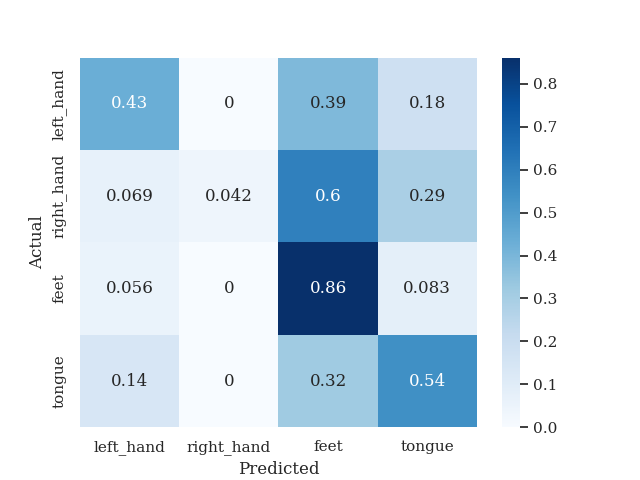 left_hand 0.43 0 0.39 0.18
right_hand 0.069 0.042 0.6 0.29
feet 0.056 0 0.86 0.083
tongue 0.14 0 0.32 0.54
left_hand right_hand feet tongue
Predicted
Actual
0.8
0.7
0.6
0.5
0.4
0.3
0.2
0.1
0.0